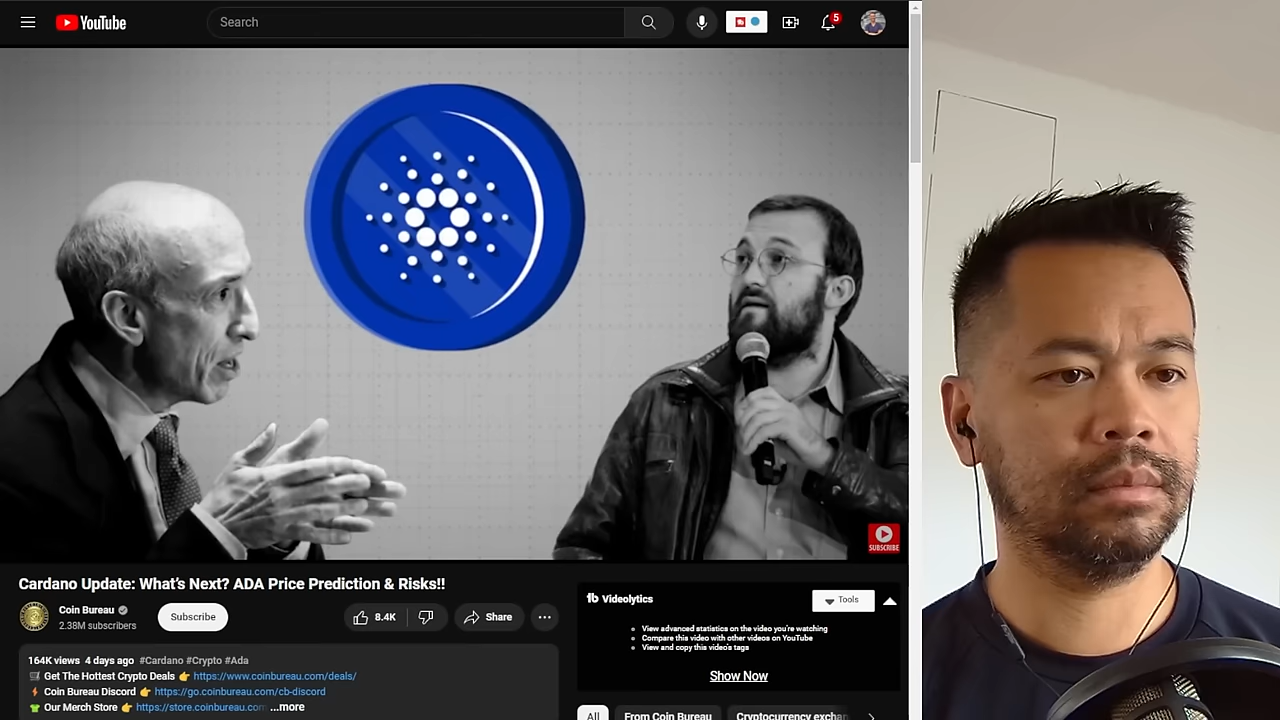 YouTube
Search
5
SUBSCRIBE
Cardano Update: What's Next? ADA Price Prediction & Risks!!
Coin Bureau
2.38M subscribers
Subscribe
8.4K
Share
164K views 4 days ago #Cardano #Crypto #Ada
🛒 Get The Hottest Crypto Deals 👉 https://www.coinbureau.com/deals/
⚡ Coin Bureau Discord 👉 https://go.coinbureau.com/cb-discord
👕 Our Merch Store 👉 https://store.coinbureau.com ...more
Videolytics
Tools
View advanced statistics on the video you're watching
Compare this video with other videos on YouTube
View and copy this video's tags
Show Now
All
From Coin Bureau
Cryptocurrency exchan